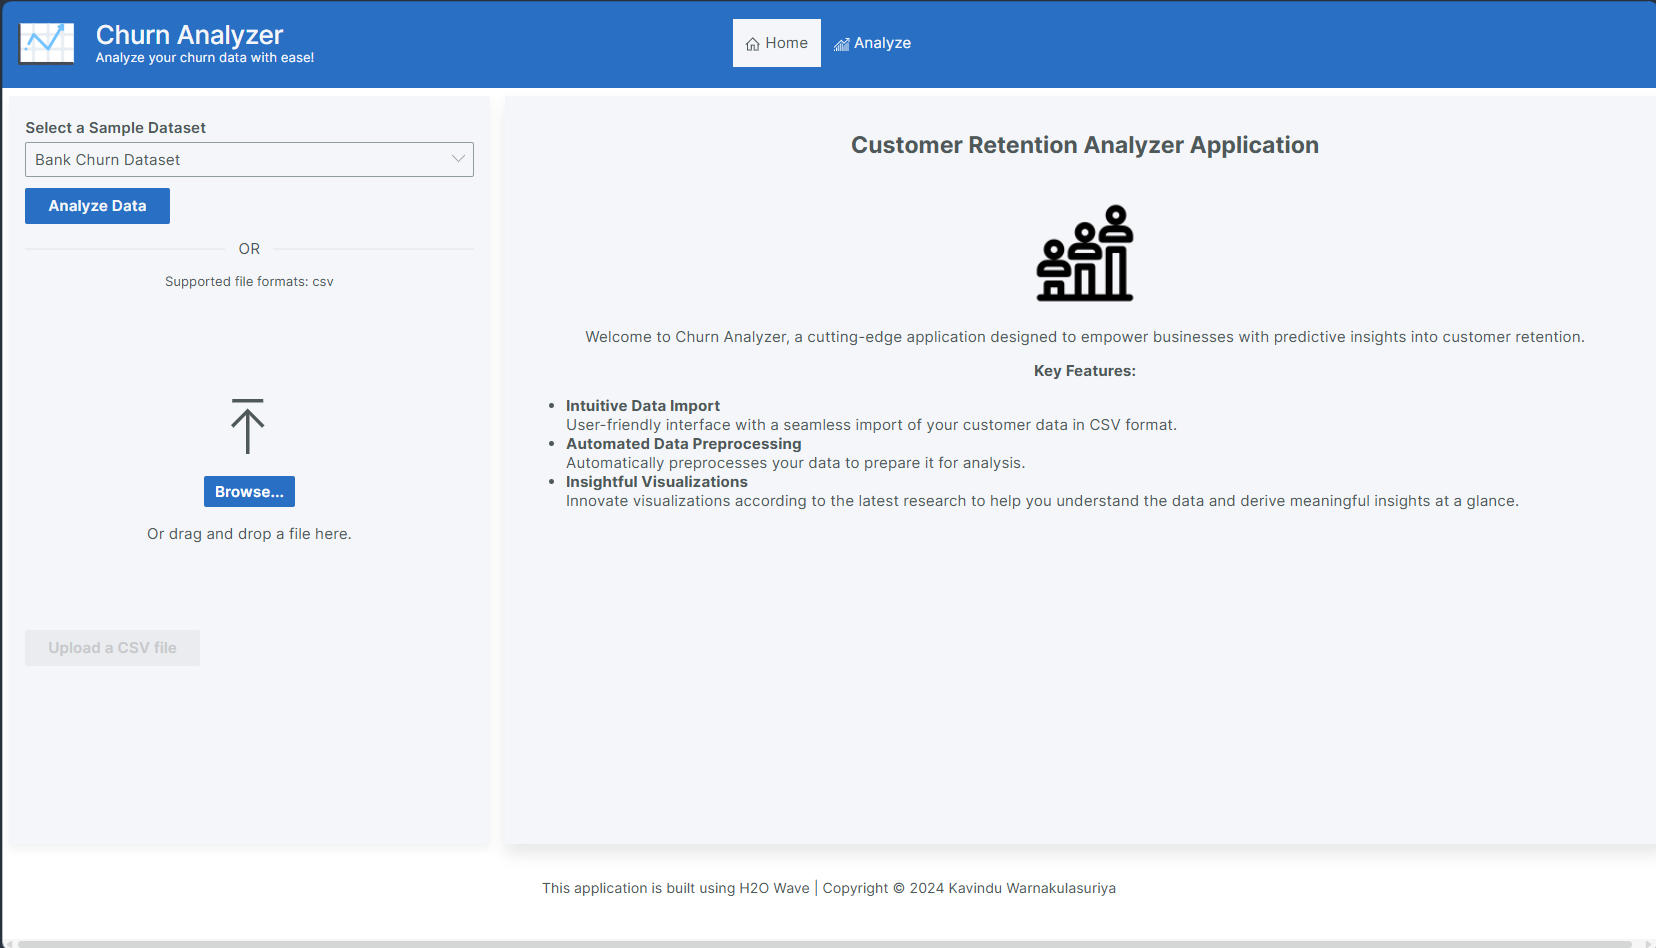 Churn Analyzer
Analyze your churn data with ease!
Home
Analyze
Select a Sample Dataset
Bank Churn Dataset
Analyze Data
OR
Supported file formats: csv
Browse...
Or drag and drop a file here.
Upload a CSV file
Customer Retention Analyzer Application
Welcome to Churn Analyzer, a cutting-edge application designed to empower businesses with predictive insights into customer retention.
Key Features:
• Intuitive Data Import
User-friendly interface with a seamless import of your customer data in CSV format.
• Automated Data Preprocessing
Automatically preprocesses your data to prepare it for analysis.
• Insightful Visualizations
Innovate visualizations according to the latest research to help you understand the data and derive meaningful insights at a glance.
This application is built using H2O Wave | Copyright © 2024 Kavindu Warnakulasuriya